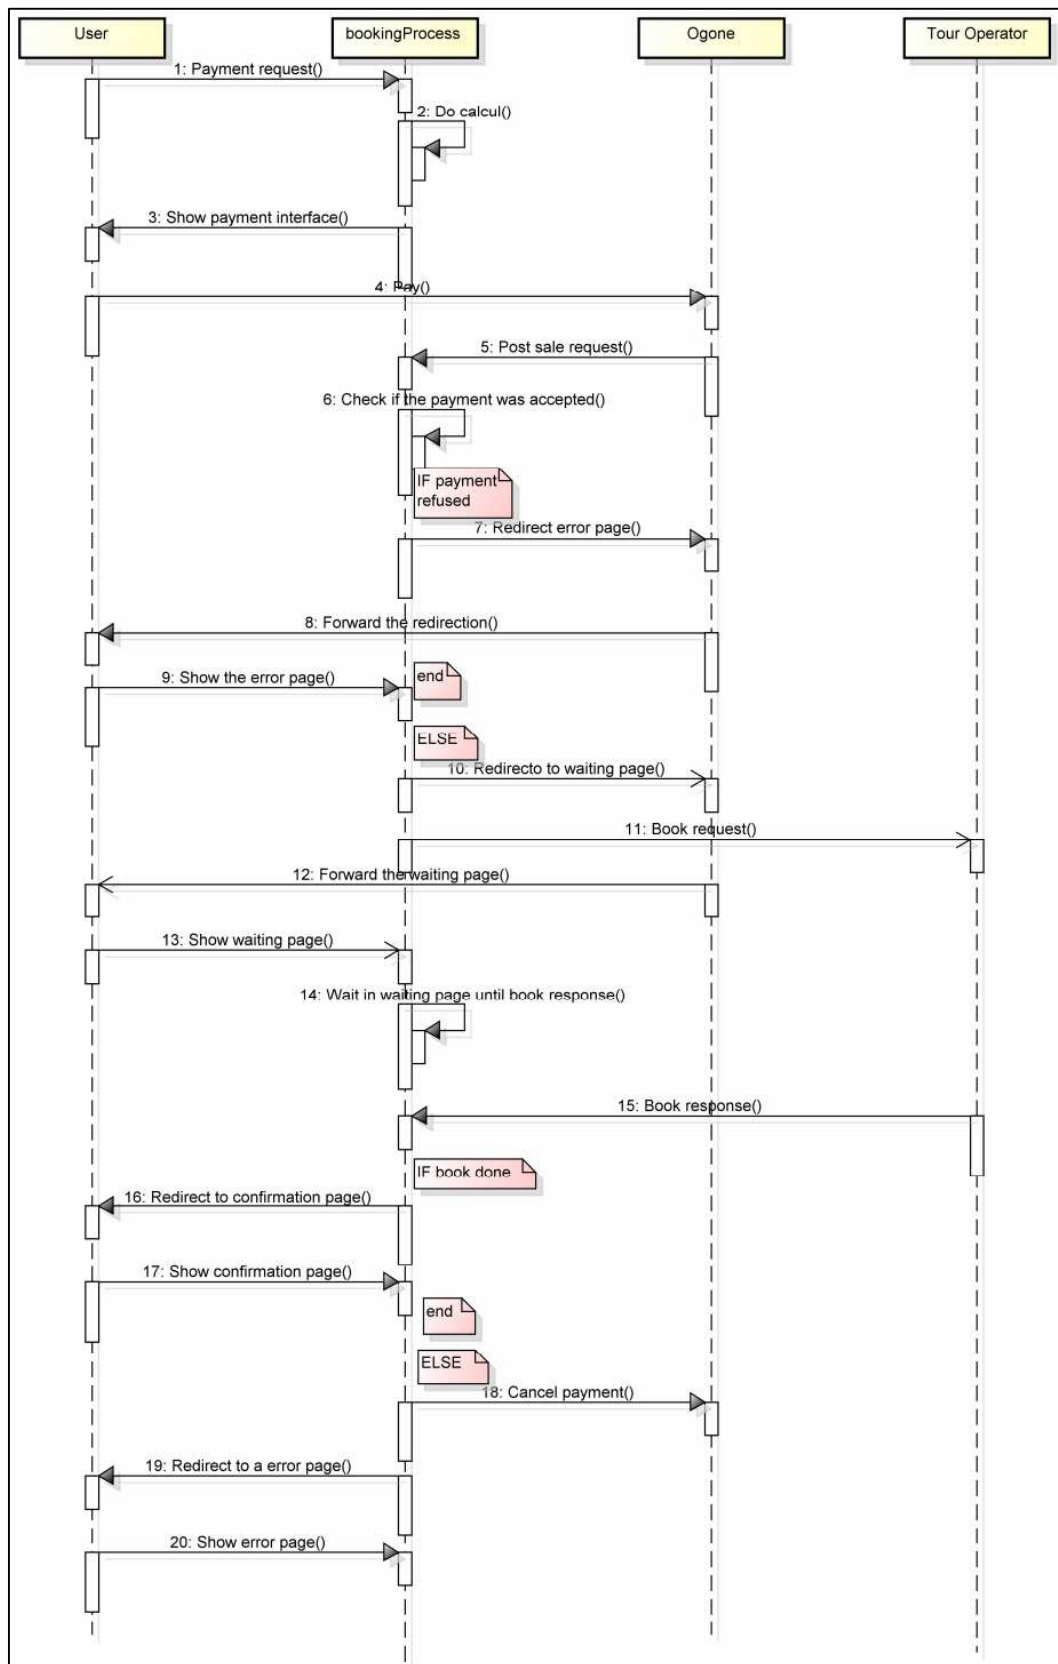 User
bookingProcess
Ogone
Tour Operator
1: Payment request()
2: Do calcul()
3: Show payment interface()
4: Pay()
5: Post sale request()
6: Check if the payment was accepted()
IF payment
refused
7: Redirect error page()
8: Forward the redirection()
end
9: Show the error page()
ELSE
10: Redirecto to waiting page()
11: Book request()
12: Forward the waiting page()
13: Show waiting page()
14: Wait in waiting page until book response()
15: Book response()
IF book done
16: Redirect to confirmation page()
17: Show confirmation page()
end
ELSE
18: Cancel payment()
19: Redirect to a error page()
20: Show error page()